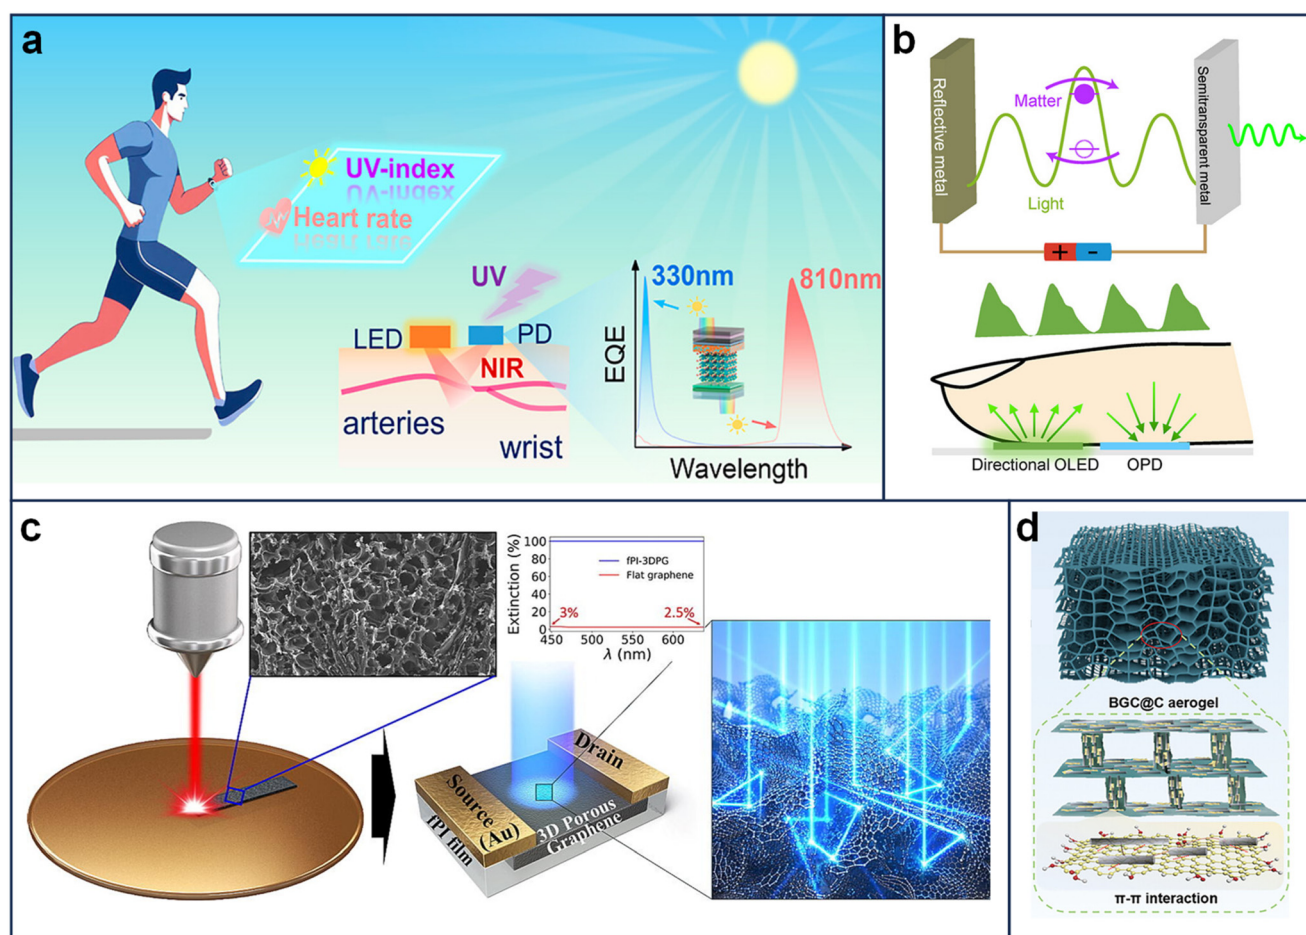 a
UV-index
Heart rate
UV
LED
PD
NIR
arteries
wrist
330nm
810nm
EQE
Wavelength
b
Reflective metal
Matter
Light
Semitransparent metal
+
-
Directional OLED
OPD
c
Extinction (%)
100
80
60
40
20
0
fPI-3DPG
Flat graphene
3%
2.5%
450
500
550
600
λ (nm)
Drain
Source
(Au)
3D Porous
Graphene
fPI film
d
BGC@C aerogel
π-π interaction